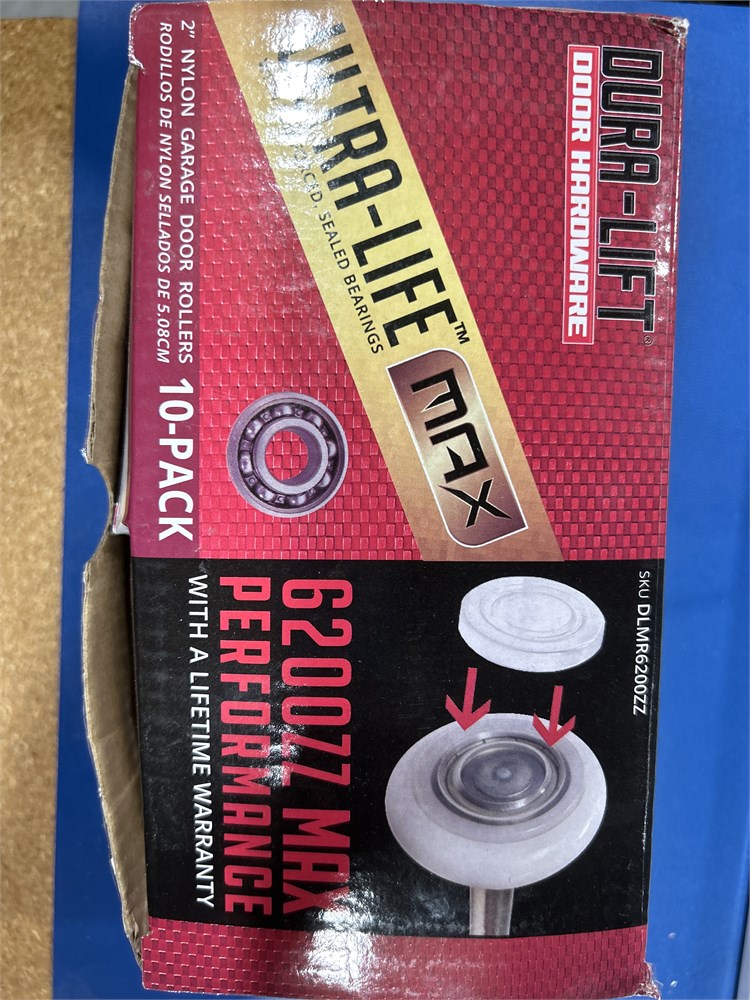 DURA-LIFT®
DOOR HARDWARE
ULTRA-LIFE™ MAX
SEALED BEARINGS
2" NYLON GARAGE DOOR ROLLERS
RODILLOS DE NYLON SELLADOS DE 5.08CM
10-PACK
SKU DLMR6200ZZ
6200ZZ MAX
PERFORMANCE
WITH A LIFETIME WARRANTY